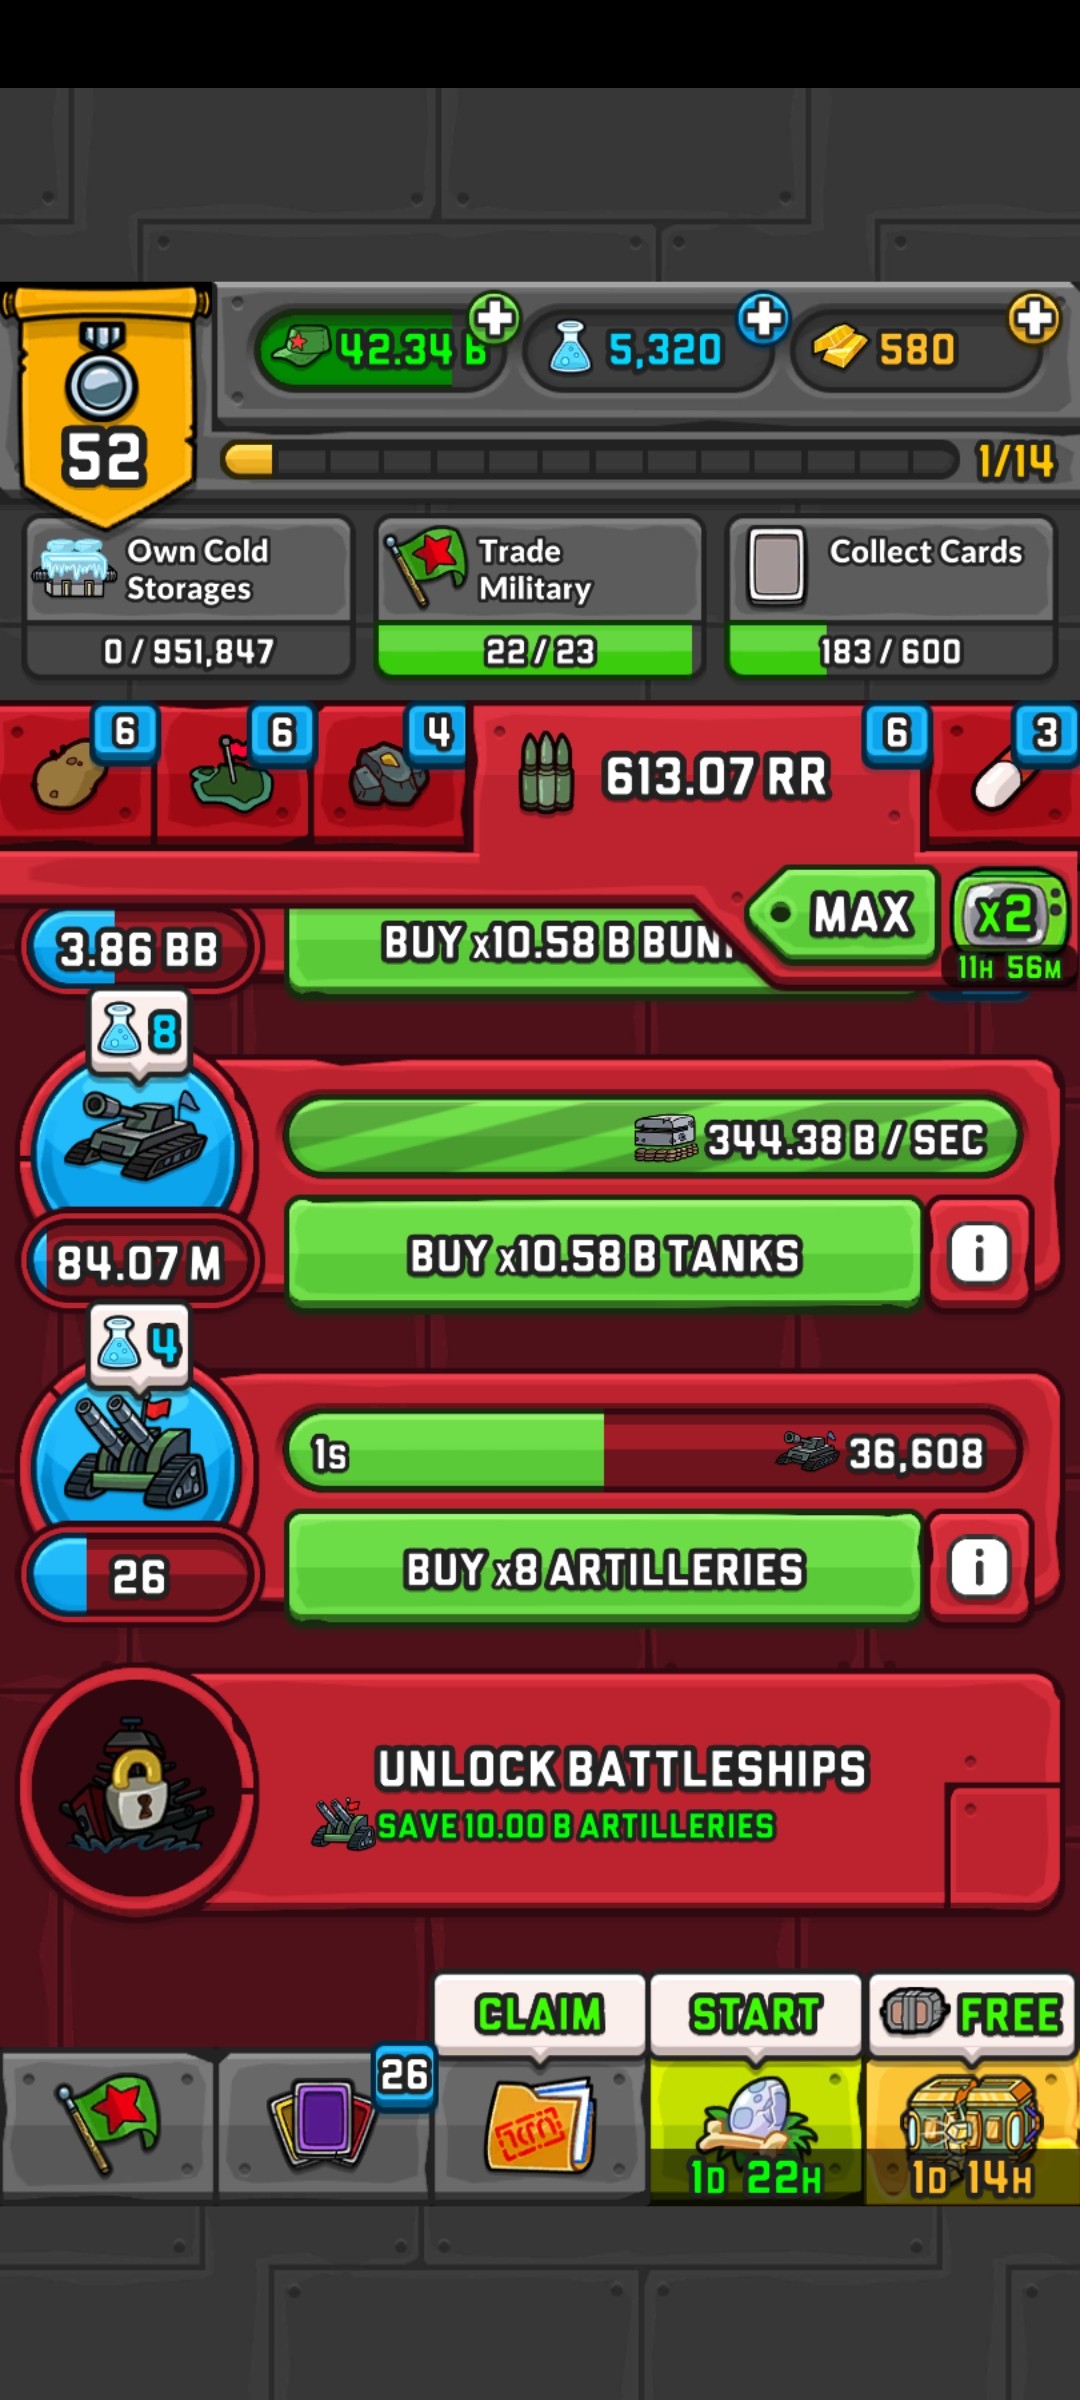 42.34 B
5,320
580
52
1/14
Own Cold
Storages
0 / 951,847
Trade
Military
22 / 23
Collect Cards
183 / 600
6
6
4
613.07 RR
6
3
MAX
x2
11H 56M
3.86 BB
BUY x10.58 B BUN
8
344.38 B / SEC
84.07 M
BUY x10.58 B TANKS
i
4
1s
36,608
26
BUY x8 ARTILLERIES
i
UNLOCK BATTLESHIPS
SAVE 10.00 B ARTILLERIES
CLAIM
START
FREE
26
1D 22H
1D 14H